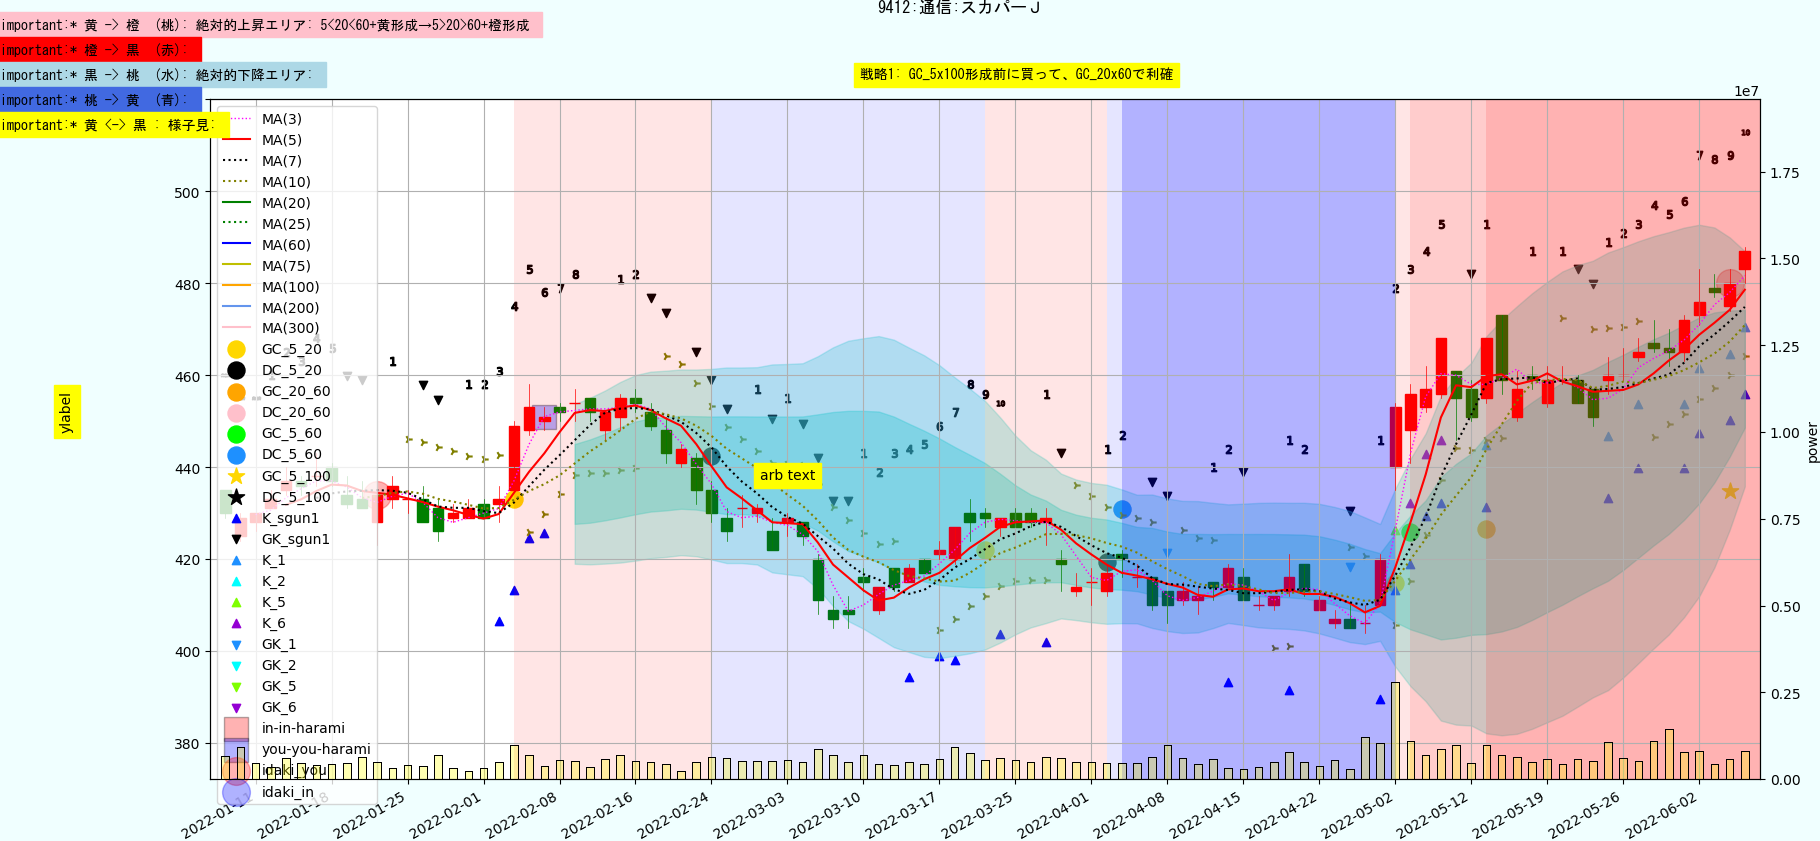 9412:通信:スカパーJ
important:* 黄 -> 橙 (桃): 絶対的上昇エリア: 5<20<60+黄形成→5>20>60+橙形成
important:* 橙 -> 黒 (赤):
important:* 黒 -> 桃 (水): 絶対的下降エリア:
important:* 桃 -> 黄 (青):
important:* 黄 <-> 黒 : 様子見:
戦略1: GC_5x100形成前に買って、GC_20x60で利確
1e7
MA(3)
MA(5)
MA(7)
MA(10)
MA(20)
MA(25)
MA(60)
MA(75)
MA(100)
MA(200)
MA(300)
GC_5_20
DC_5_20
GC_20_60
DC_20_60
GC_5_60
DC_5_60
GC_5_100
DC_5_100
K_sgun1
GK_sgun1
K_1
K_2
K_5
K_6
GK_1
GK_2
GK_5
GK_6
in-in-harami
you-you-harami
idaki_you
idaki_in
500
480
460
440
420
400
380
ylabel
arb text
1.75
1.50
1.25
1.00
0.75
0.50
0.25
0.00
power
2022-01-11
2022-01-18
2022-01-25
2022-02-01
2022-02-08
2022-02-16
2022-02-24
2022-03-03
2022-03-10
2022-03-17
2022-03-25
2022-04-01
2022-04-08
2022-04-15
2022-04-22
2022-05-02
2022-05-12
2022-05-19
2022-05-26
2022-06-02